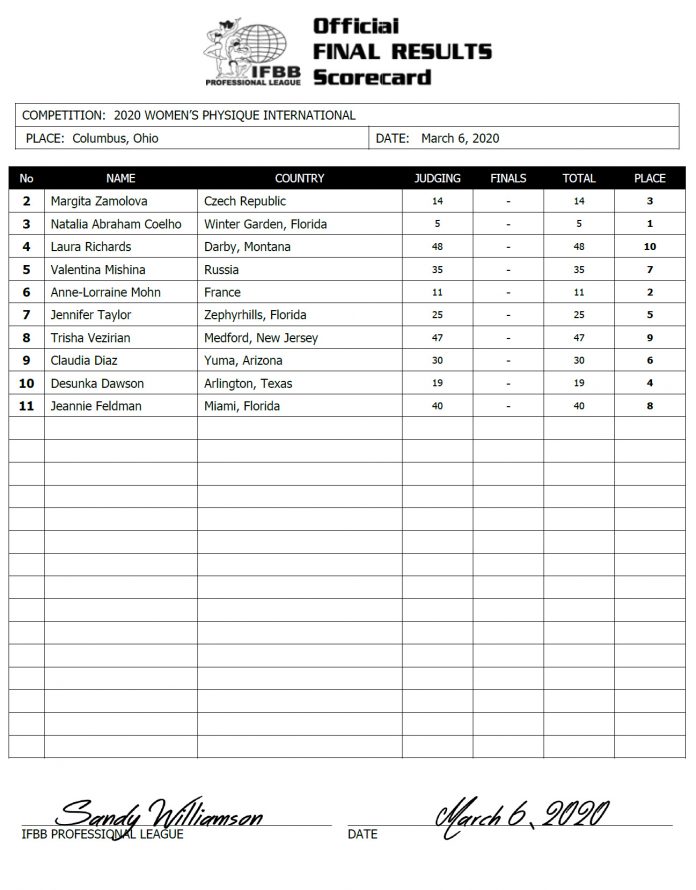 Official
FINAL RESULTS
Scorecard
IFBB
PROFESSIONAL LEAGUE
COMPETITION: 2020 WOMEN'S PHYSIQUE INTERNATIONAL
PLACE: Columbus, Ohio DATE: March 6, 2020
No NAME COUNTRY JUDGING FINALS TOTAL PLACE
2 Margita Zamolova Czech Republic 14 - 14 3
3 Natalia Abraham Coelho Winter Garden, Florida 5 - 5 1
4 Laura Richards Darby, Montana 48 - 48 10
5 Valentina Mishina Russia 35 - 35 7
6 Anne-Lorraine Mohn France 11 - 11 2
7 Jennifer Taylor Zephyrhills, Florida 25 - 25 5
8 Trisha Vezirian Medford, New Jersey 47 - 47 9
9 Claudia Diaz Yuma, Arizona 30 - 30 6
10 Desunka Dawson Arlington, Texas 19 - 19 4
11 Jeannie Feldman Miami, Florida 40 - 40 8
Sandy Williamson March 6, 2020
IFBB PROFESSIONAL LEAGUE DATE